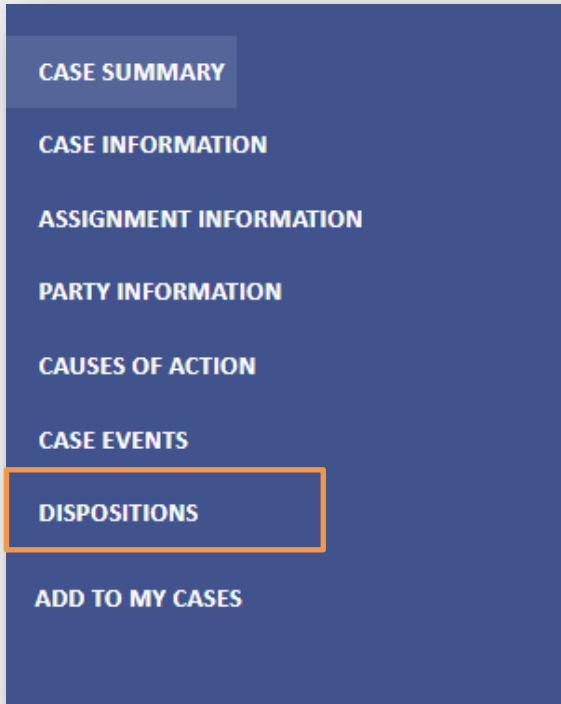 CASE SUMMARY
CASE INFORMATION
ASSIGNMENT INFORMATION
PARTY INFORMATION
CAUSES OF ACTION
CASE EVENTS
DISPOSITIONS
ADD TO MY CASES